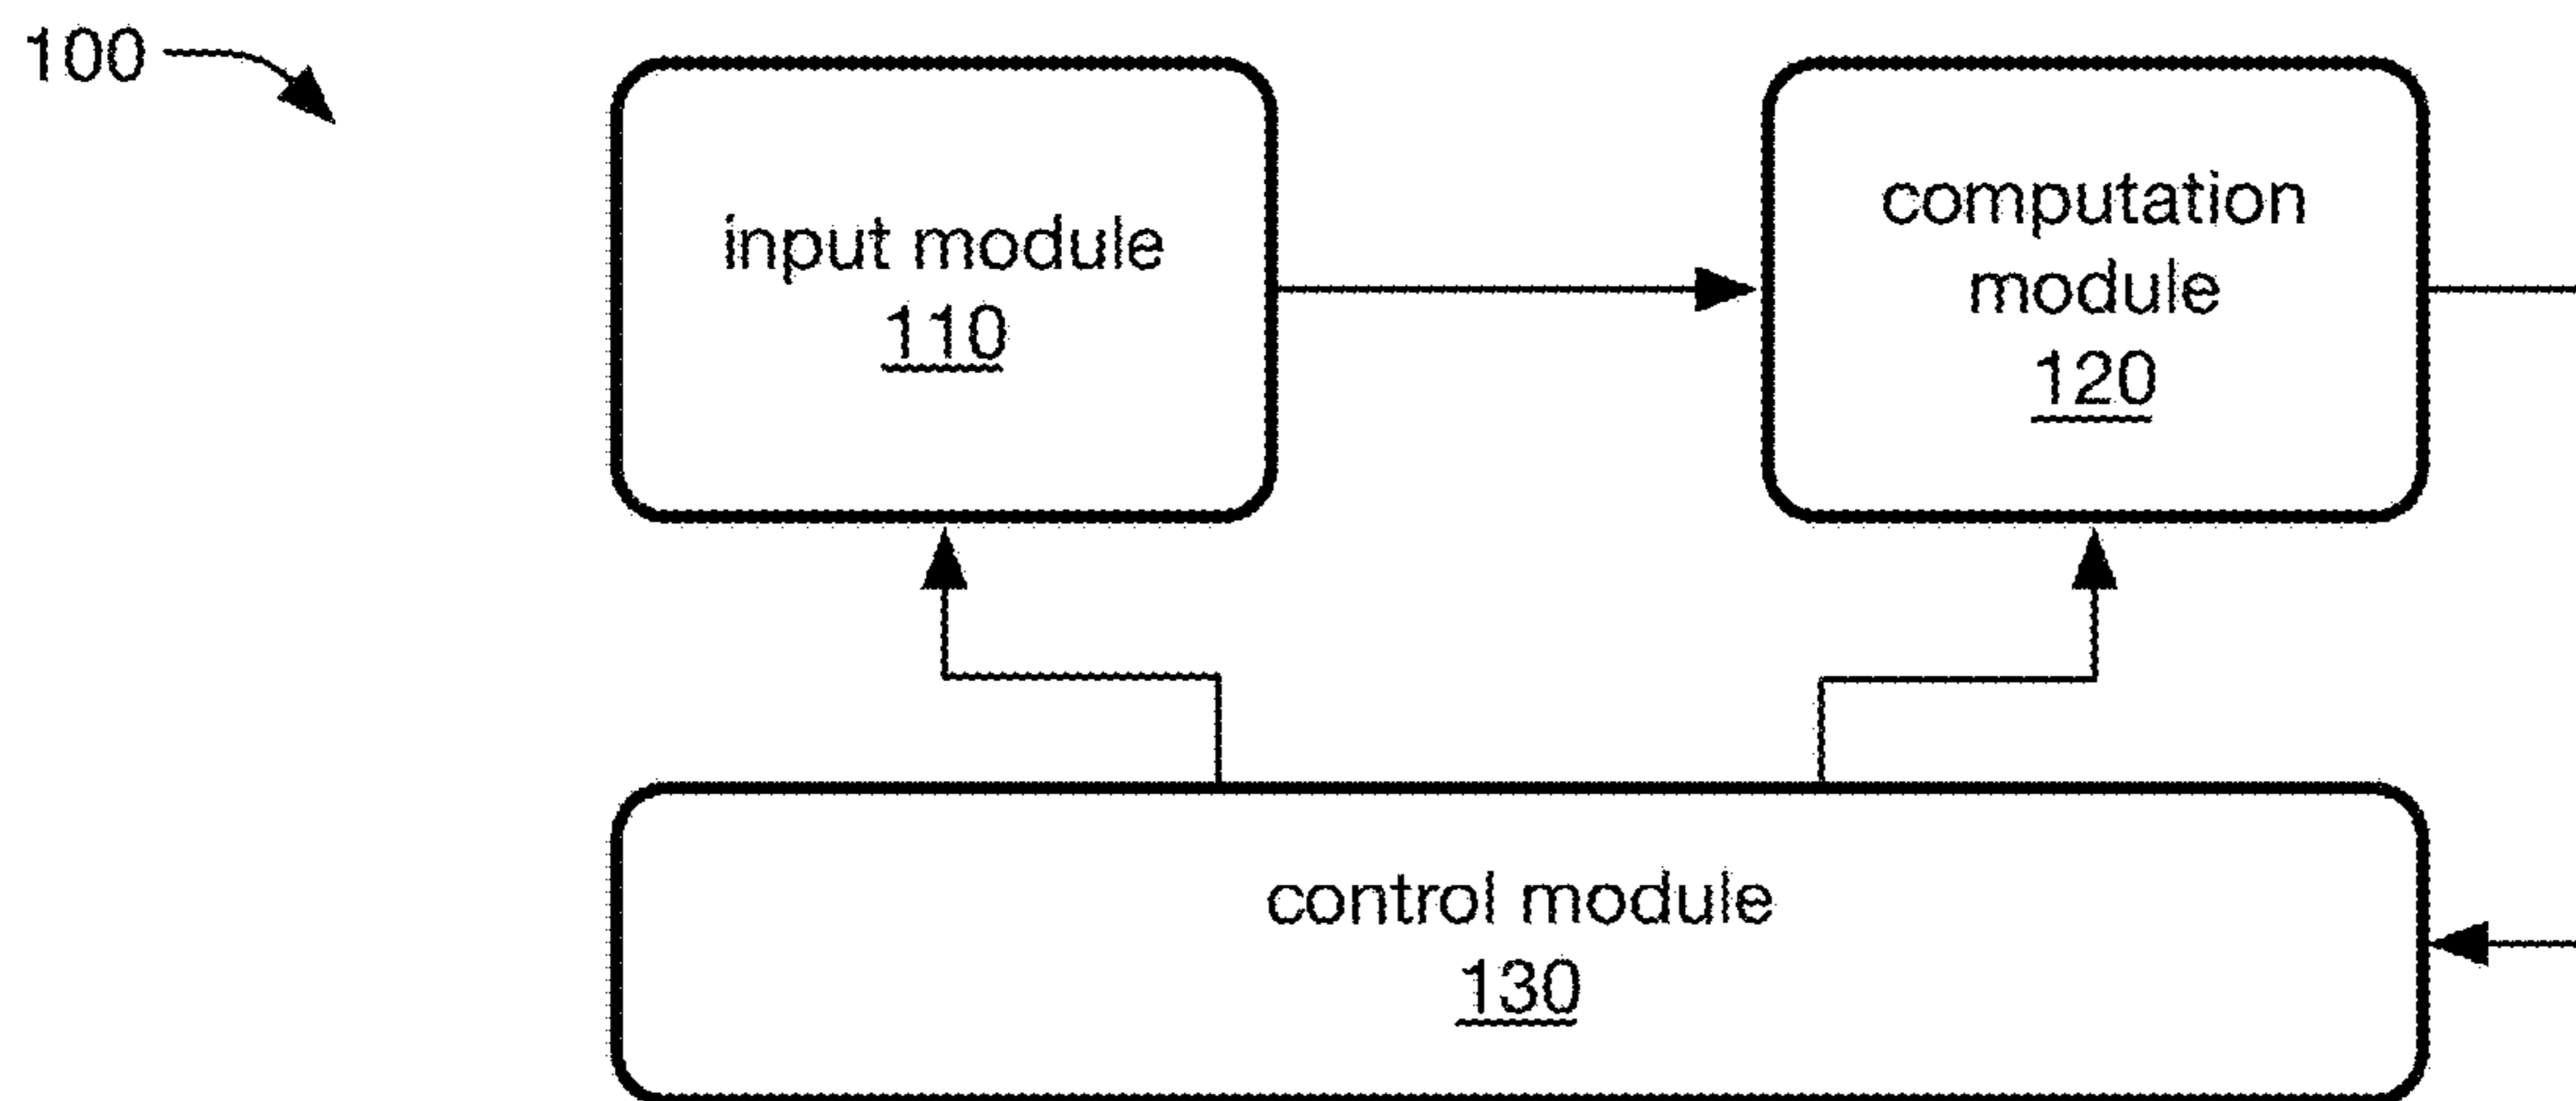 100
input module
110
computation
module
120
control module
130